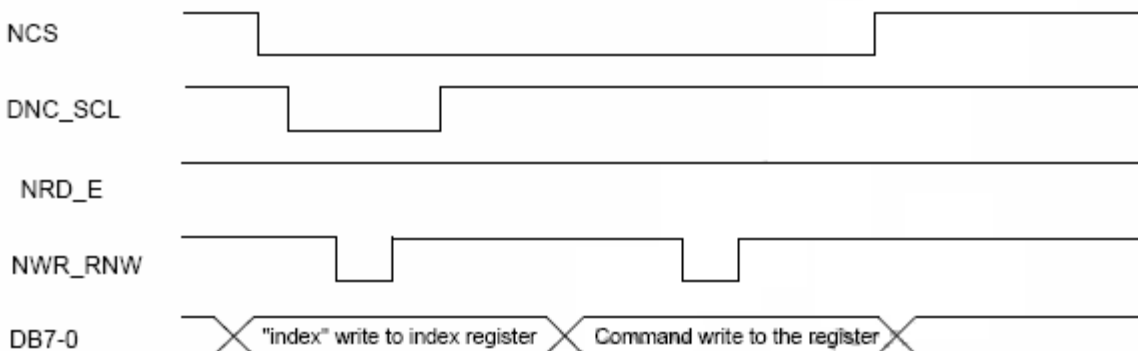 NCS
DNC_SCL
NRD_E
NWR_RNW
DB7-0 "index" write to index register Command write to the register